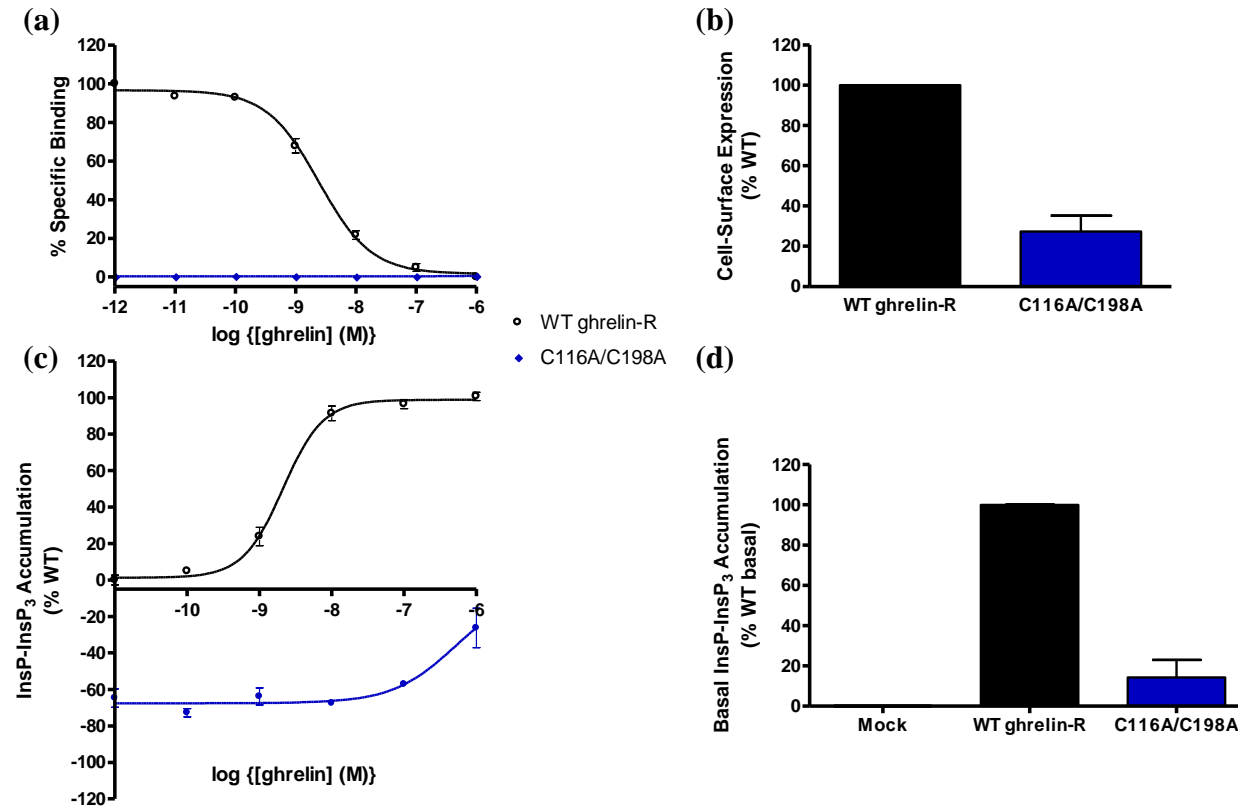 (a)
120
100
80
60
40
20
0
% Specific Binding
-12 -11 -10 -9 -8 -7 -6
log {[ghrelin] (M)}
(b)
120
100
80
60
40
20
0
Cell-Surface Expression
(% WT)
WT ghrelin-R C116A/C198A
WT ghrelin-R
C116A/C198A
(c)
120
100
80
60
40
20
0
-20
-40
-60
-80
-100
-120
InsP-InsP3 Accumulation
(% WT)
-10 -9 -8 -7 -6
log {[ghrelin] (M)}
(d)
120
100
80
60
40
20
0
Basal InsP-InsP3 Accumulation
(% WT basal)
Mock WT ghrelin-R C116A/C198A